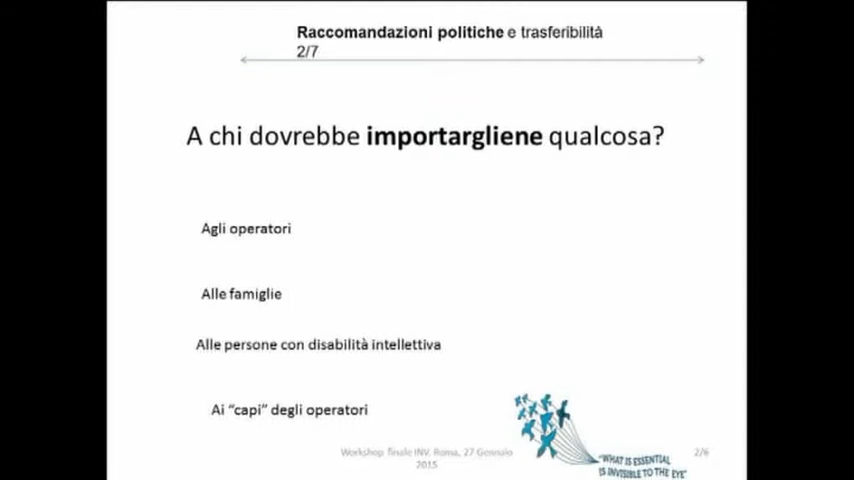 Raccomandazioni politiche e trasferibilità
2/7
A chi dovrebbe importargliene qualcosa?
Agli operatori
Alle famiglie
Alle persone con disabilità intellettiva
Ai “capi” degli operatori
Workshop finale INV. Roma, 27 Gennaio
2015
2/6
"WHAT IS ESSENTIAL
IS INVISIBLE TO THE EYE"